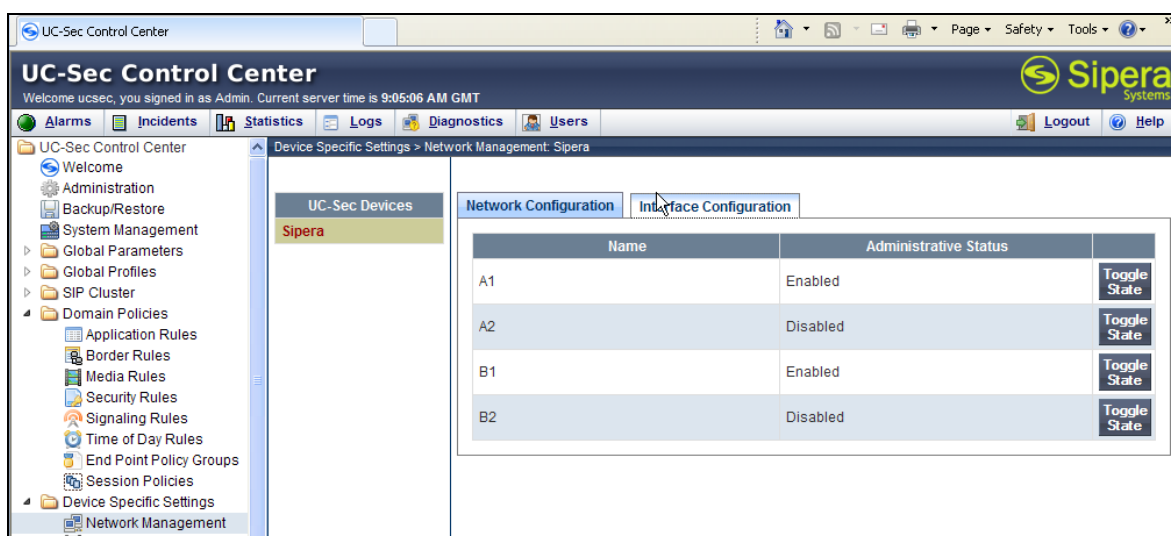 UC-Sec Control Center
Page
Safety
Tools
UC-Sec Control Center
Welcome ucsec, you signed in as Admin. Current server time is 9:05:06 AM GMT
Sipera
Systems
Alarms Incidents Statistics Logs Diagnostics Users Logout Help
UC-Sec Control Center
Welcome
Administration
Backup/Restore
System Management
Global Parameters
Global Profiles
SIP Cluster
Domain Policies
Application Rules
Border Rules
Media Rules
Security Rules
Signaling Rules
Time of Day Rules
End Point Policy Groups
Session Policies
Device Specific Settings
Network Management
Device Specific Settings > Network Management: Sipera
UC-Sec Devices
Sipera
Network Configuration Interface Configuration
Name Administrative Status
A1 Enabled Toggle State
A2 Disabled Toggle State
B1 Enabled Toggle State
B2 Disabled Toggle State